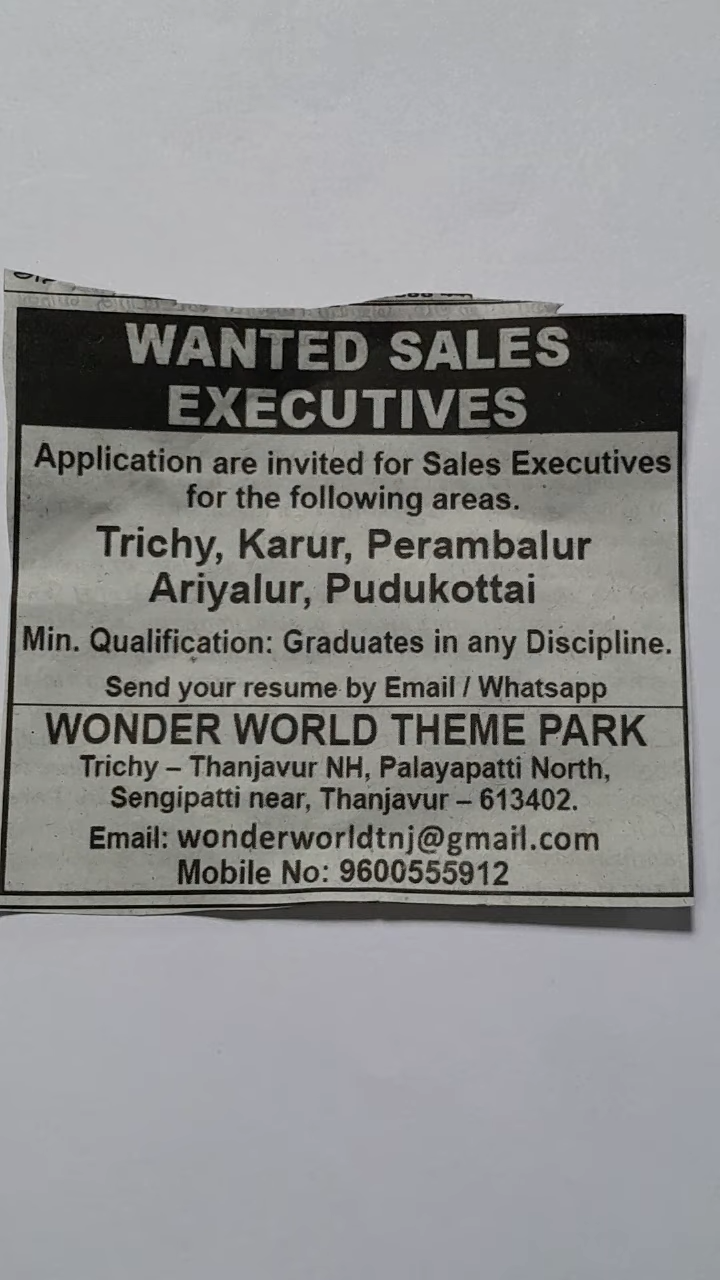 WANTED SALES
EXECUTIVES
Application are invited for Sales Executives
for the following areas.
Trichy, Karur, Perambalur
Ariyalur, Pudukottai
Min. Qualification: Graduates in any Discipline.
Send your resume by Email / Whatsapp
WONDER WORLD THEME PARK
Trichy – Thanjavur NH, Palayapatti North,
Sengipatti near, Thanjavur – 613402.
Email: wonderworldtnj@gmail.com
Mobile No: 9600555912